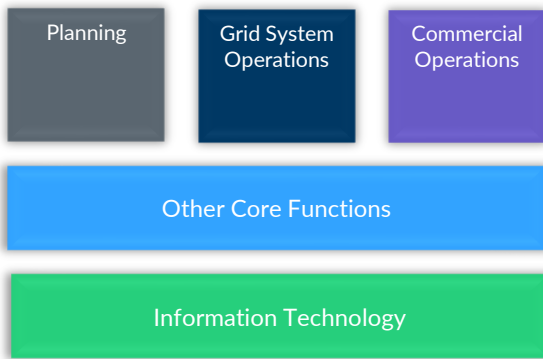 Planning
Grid System
Operations
Commercial
Operations
Other Core Functions
Information Technology